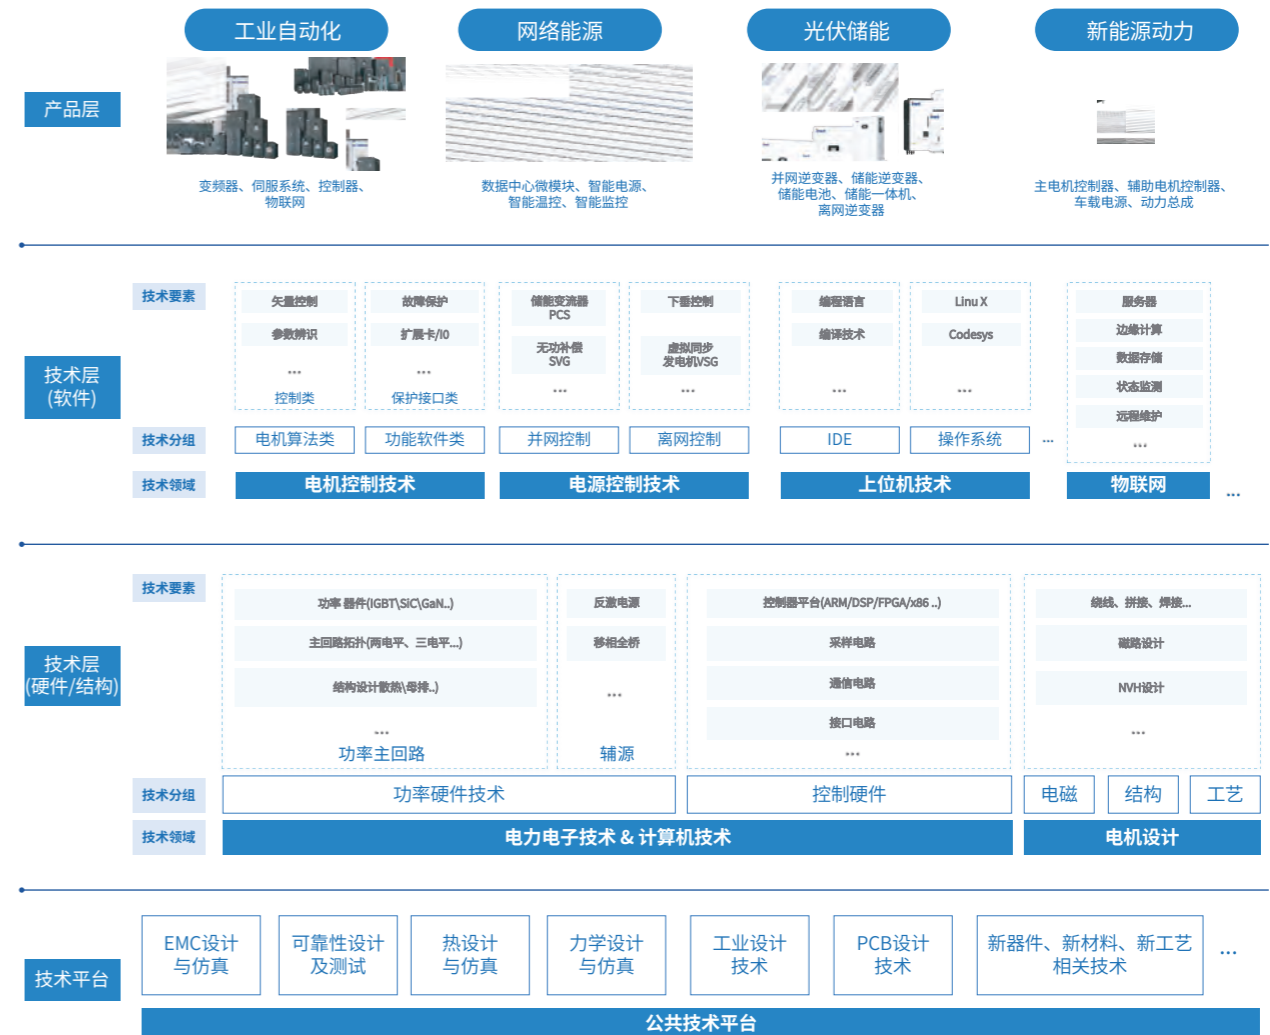 工业自动化
网络能源
光伏储能
新能源动力
产品层
变频器、伺服系统、控制器、
物联网
数据中心微模块、智能电源、
智能温控、智能监控
并网逆变器、储能逆变器、
储能电池、储能一体机、
离网逆变器
主电机控制器、辅助电机控制器、
车载电源、动力总成
技术层
(软件)
技术要素
矢量控制
参数辨识
...
控制类
故障保护
扩展卡/I0
...
保护接口类
储能变流器
PCS
无功补偿
SVG
...
下垂控制
虚拟同步
发电机VSG
...
编程语言
编译技术
...
Linu X
Codesys
...
服务器
边缘计算
数据存储
状态监测
远程维护
...
技术分组
电机算法类
功能软件类
并网控制
离网控制
IDE
操作系统
...
技术领域
电机控制技术
电源控制技术
上位机技术
物联网
...
技术层
(硬件/结构)
技术要素
功率 器件(IGBT\SiC\GaN..)
主回路拓扑(两电平、三电平...)
结构设计散热\母排..)
...
功率主回路
反激电源
移相全桥
...
辅源
控制器平台(ARM/DSP/FPGA/x86 ..)
采样电路
通信电路
接口电路
...
绕线、拼接、焊接...
磁路设计
NVH设计
...
技术分组
功率硬件技术
控制硬件
电磁
结构
工艺
技术领域
电力电子技术 & 计算机技术
电机设计
技术平台
EMC设计
与仿真
可靠性设计
及测试
热设计
与仿真
力学设计
与仿真
工业设计
技术
PCB设计
技术
新器件、新材料、新工艺
相关技术
...
公共技术平台